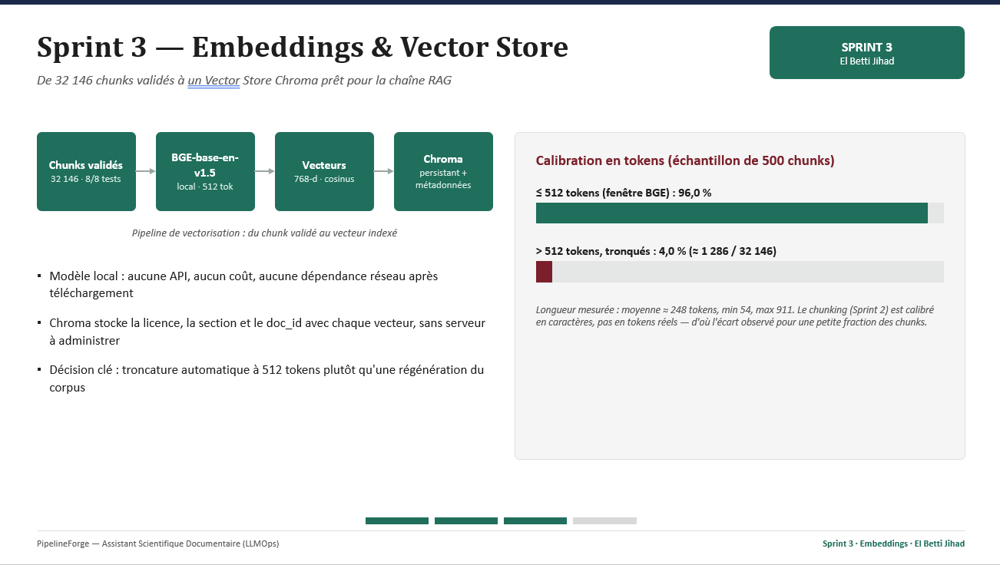 Sprint 3 — Embeddings & Vector Store
De 32 146 chunks validés à un Vector Store Chroma prêt pour la chaîne RAG
SPRINT 3
El Betti Jihad
Chunks validés
32 146 · 8/8 tests
BGE-base-en-
v1.5
local · 512 tok
Vecteurs
768-d · cosinus
Chroma
persistant +
métadonnées
Pipeline de vectorisation : du chunk validé au vecteur indexé
▪ Modèle local : aucune API, aucun coût, aucune dépendance réseau après
téléchargement
▪ Chroma stocke la licence, la section et le doc_id avec chaque vecteur, sans serveur
à administrer
▪ Décision clé : troncature automatique à 512 tokens plutôt qu'une régénération du
corpus
Calibration en tokens (échantillon de 500 chunks)
≤ 512 tokens (fenêtre BGE) : 96,0 %
> 512 tokens, tronqués : 4,0 % (≈ 1 286 / 32 146)
Longueur mesurée : moyenne ≈ 248 tokens, min 54, max 911. Le chunking (Sprint 2) est calibré
en caractères, pas en tokens réels — d'où l'écart observé pour une petite fraction des chunks.
PipelineForge — Assistant Scientifique Documentaire (LLMOps)
Sprint 3 · Embeddings · El Betti Jihad